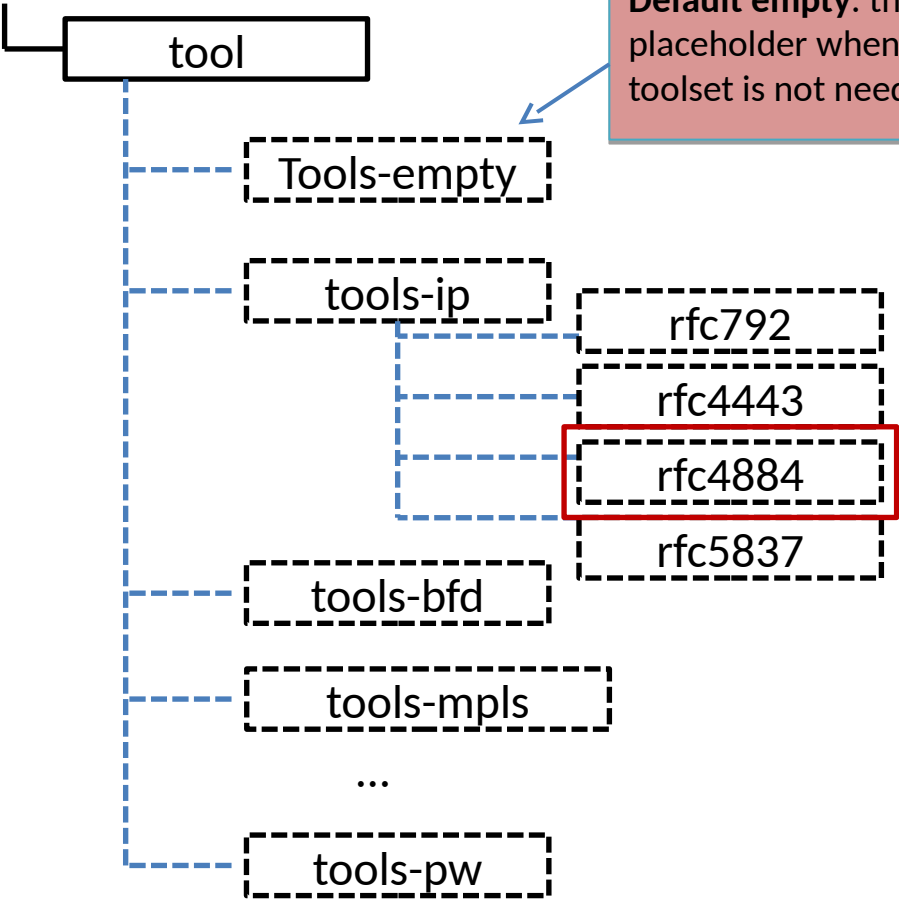 tool
Default empty: th
placeholder when
toolset is not need
Tools-empty
tools-ip
rfc792
rfc4443
rfc4884
rfc5837
tools-bfd
tools-mpls
...
tools-pw